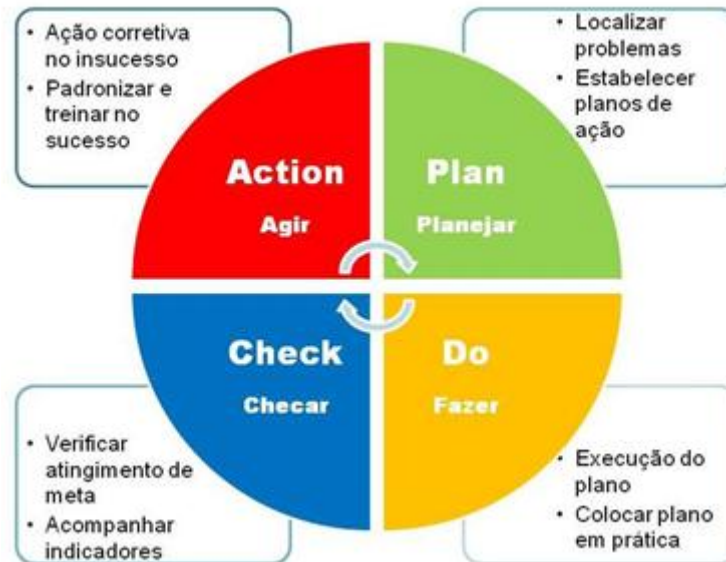 • Ação corretiva
no insucesso
• Padronizar e
treinar no
sucesso
• Localizar
problemas
• Estabelecer
planos de
ação
Action
Agir
Plan
Planejar
Check
Checar
Do
Fazer
• Verificar
atingimento de
meta
• Acompanhar
indicadores
• Execução do
plano
• Colocar plano
em prática